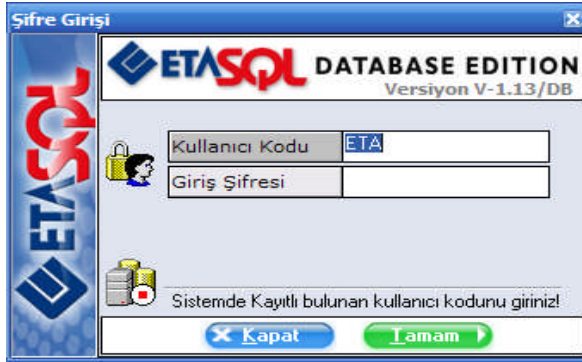 Şifre Girişi
ETASQL DATABASE EDITION
Versiyon V-1.13/DB
ETASQL
Kullanıcı Kodu ETA
Giriş Şifresi
Sistemde Kayıtlı bulunan kullanıcı kodunu giriniz!
Kapat Tamam